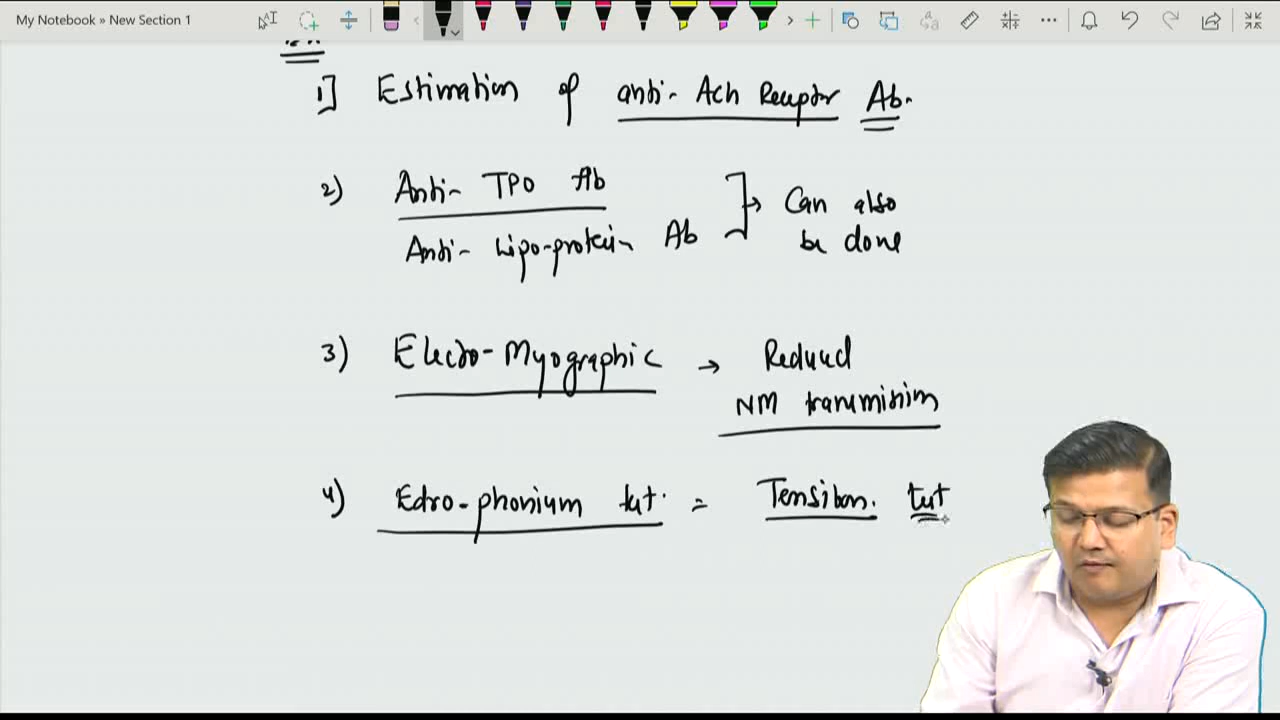 My Notebook » New Section 1
1] Estimation of anti- Ach Receptor Ab.
2) Anti- TPO Ab
Anti- Lipo-protein Ab
→ Can also
be done
3) Electro-Myographic → Reduced
NM transmission
4) Edro-phonium test. = Tensilon. test